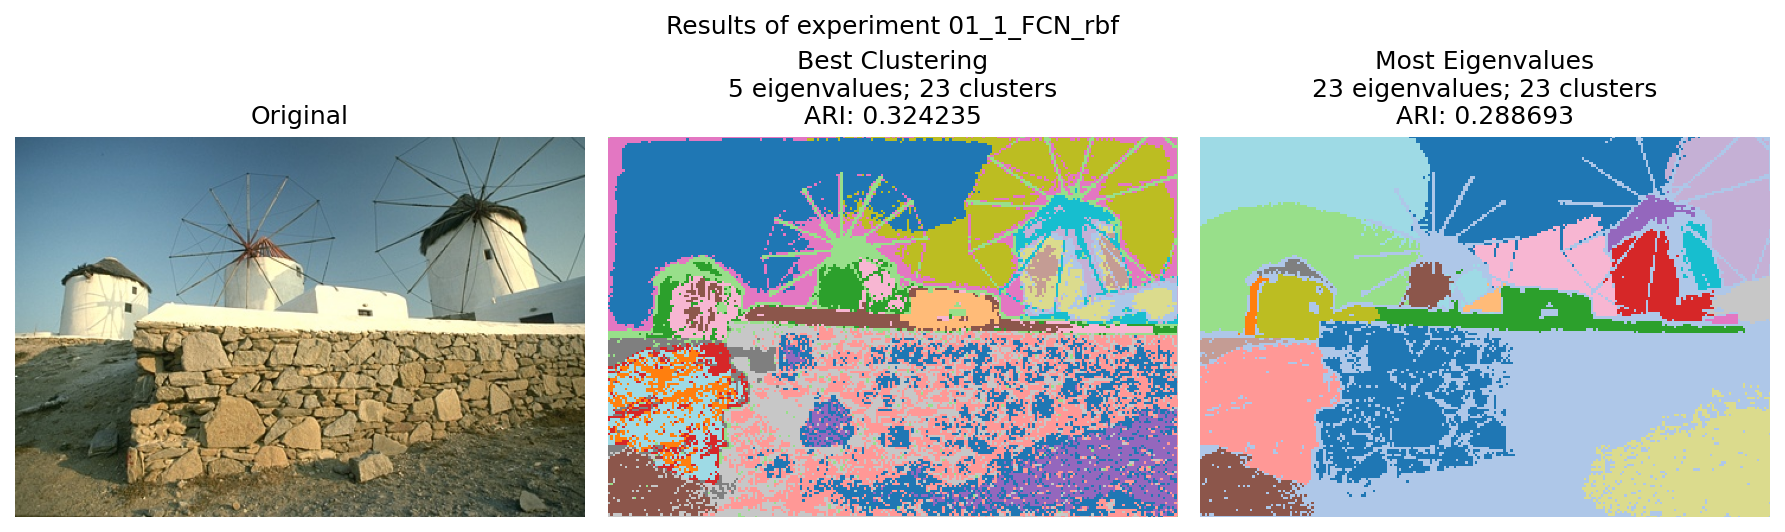 Results of experiment 01_1_FCN_rbf
Original
Best Clustering
5 eigenvalues; 23 clusters
ARI: 0.324235
Most Eigenvalues
23 eigenvalues; 23 clusters
ARI: 0.288693